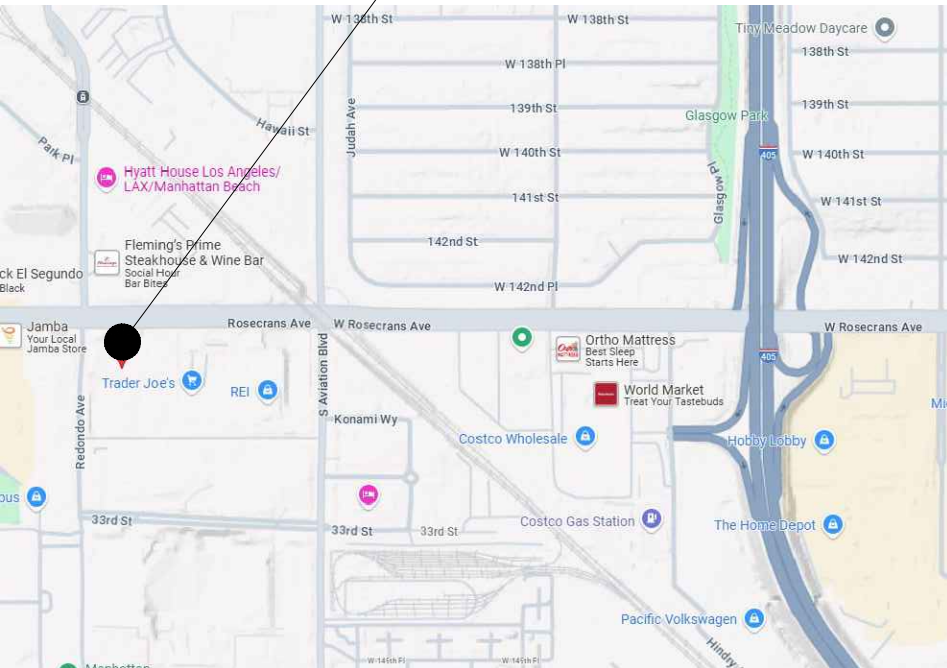 W 138th St
W 138th St
Tiny Meadow Daycare
138th St
W 138th Pl
139th St
139th St
Judah Ave
Glasgow Park
Hawaii St
Park Pl
W 140th St
405
W 140th St
Hyatt House Los Angeles/
LAX/Manhattan Beach
Glasgow Pl
141st St
W 141st St
142nd St
Fleming's Prime
Steakhouse & Wine Bar
Social Hour
Bar Bites
W 142nd St
ck El Segundo
Black
W 142nd Pl
Rosecrans Ave
W Rosecrans Ave
W Rosecrans Ave
Jamba
Your Local
Jamba Store
Ortho Mattress
Best Sleep
Starts Here
405
Trader Joe's
REI
S Aviation Blvd
World Market
Treat Your Tastebuds
Mi
Redondo Ave
Konami Wy
Costco Wholesale
Hobby Lobby
pus
33rd St
33rd St
33rd St
Costco Gas Station
The Home Depot
Pacific Volkswagen
Hindry
W 145th Pl
W 145th Pl
Manhattan